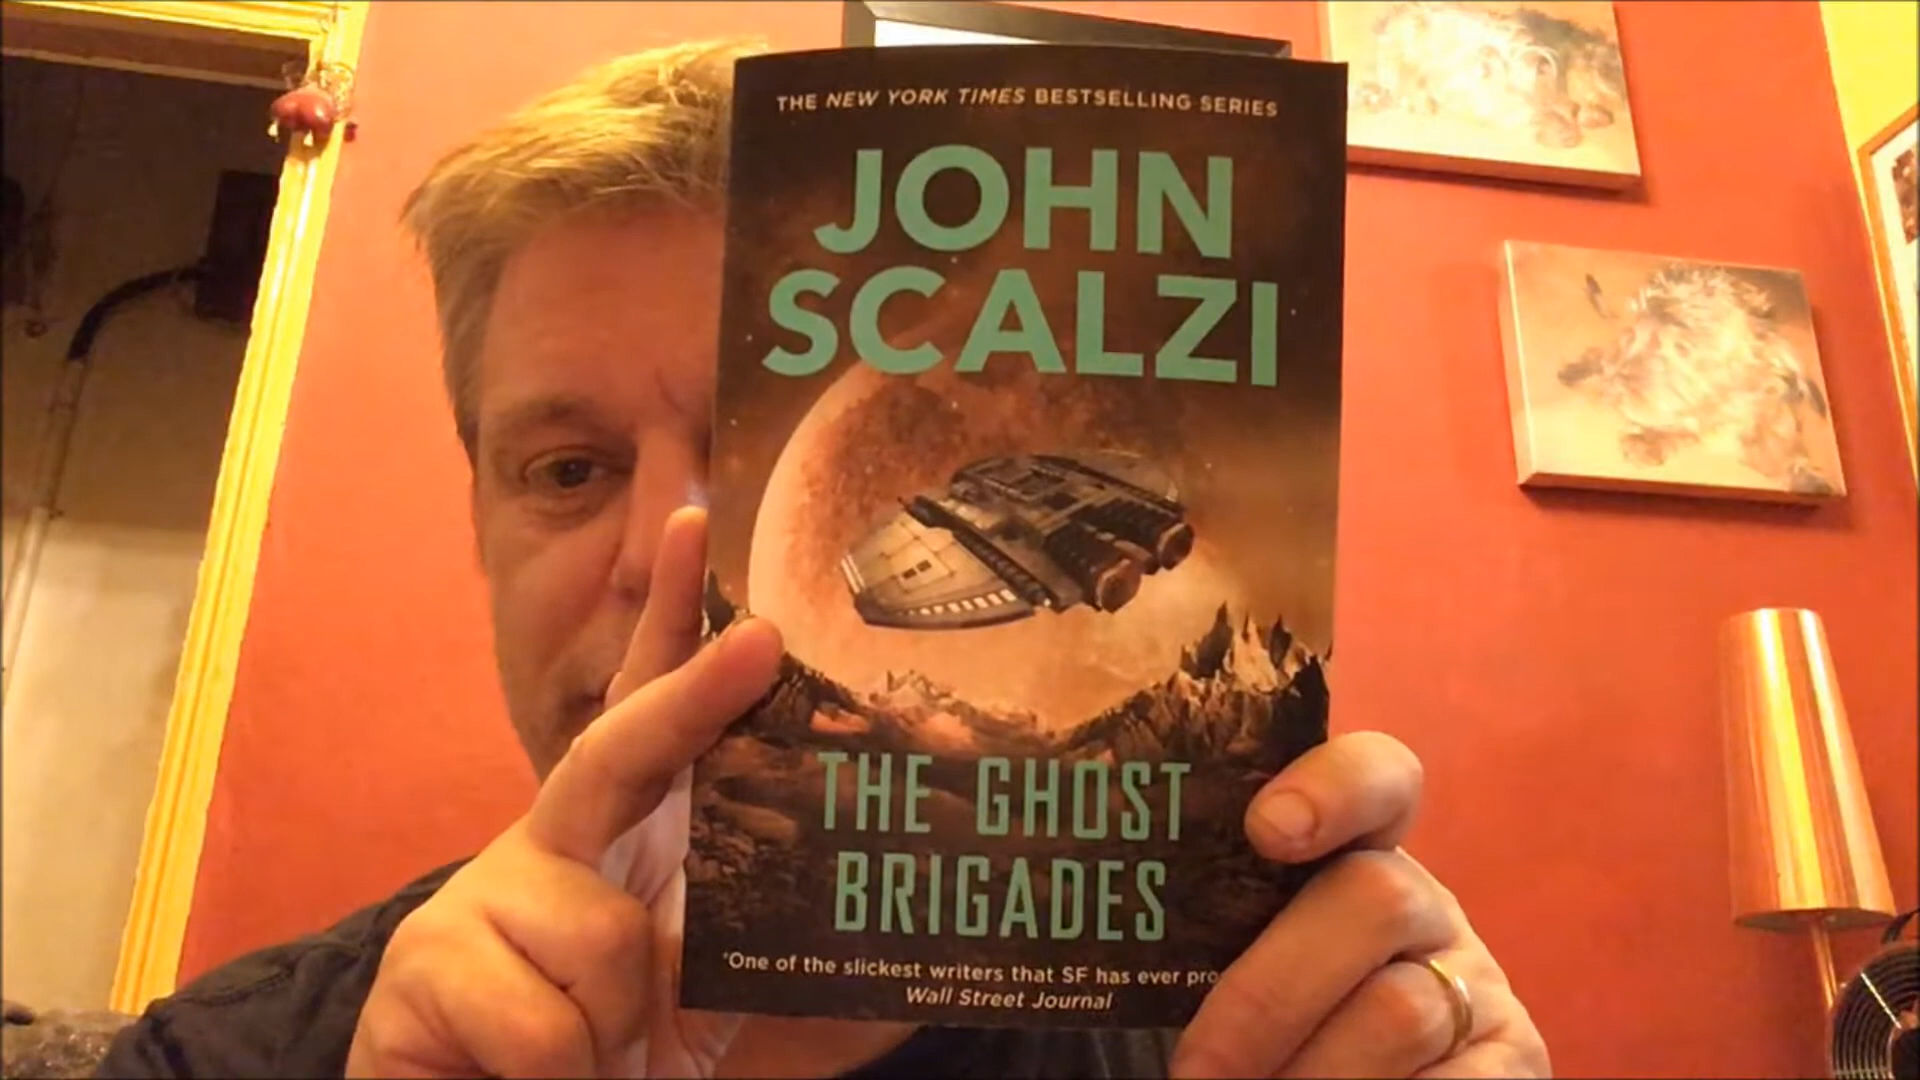 THE NEW YORK TIMES BESTSELLING SERIES
JOHN
SCALZI
THE GHOST
BRIGADES
'One of the slickest writers that SF has ever
Wall Street Journal